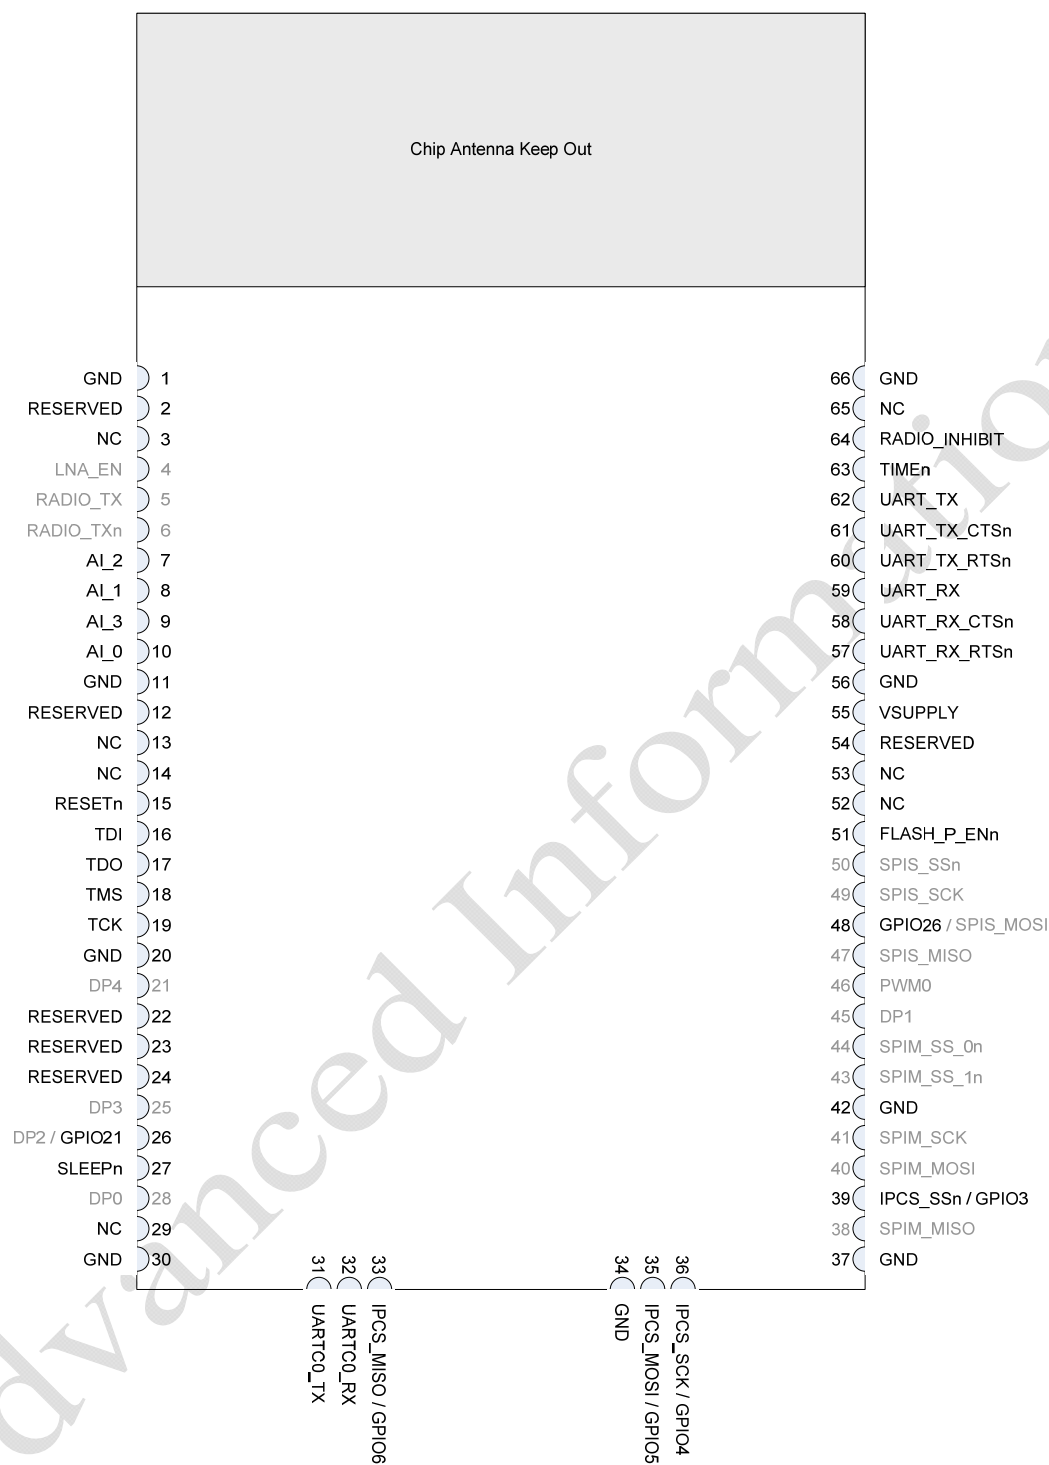 Chip Antenna Keep Out
GND 1
RESERVED 2
NC 3
LNA_EN 4
RADIO_TX 5
RADIO_TXn 6
AI_2 7
AI_1 8
AI_3 9
AI_0 10
GND 11
RESERVED 12
NC 13
NC 14
RESETn 15
TDI 16
TDO 17
TMS 18
TCK 19
GND 20
DP4 21
RESERVED 22
RESERVED 23
RESERVED 24
DP3 25
DP2 / GPIO21 26
SLEEPn 27
DP0 28
NC 29
GND 30
66 GND
65 NC
64 RADIO_INHIBIT
63 TIMEn
62 UART_TX
61 UART_TX_CTSn
60 UART_TX_RTSn
59 UART_RX
58 UART_RX_CTSn
57 UART_RX_RTSn
56 GND
55 VSUPPLY
54 RESERVED
53 NC
52 NC
51 FLASH_P_ENn
50 SPIS_SSn
49 SPIS_SCK
48 GPIO26 / SPIS_MOSI
47 SPIS_MISO
46 PWM0
45 DP1
44 SPIM_SS_0n
43 SPIM_SS_1n
42 GND
41 SPIM_SCK
40 SPIM_MOSI
39 IPCS_SSn / GPIO3
38 SPIM_MISO
37 GND
31 UARTC0_TX
32 UARTC0_RX
33 IPCS_MISO / GPIO6
34 GND
35 IPCS_MOSI / GPIO5
36 IPCS_SCK / GPIO4
dvanced Informatio